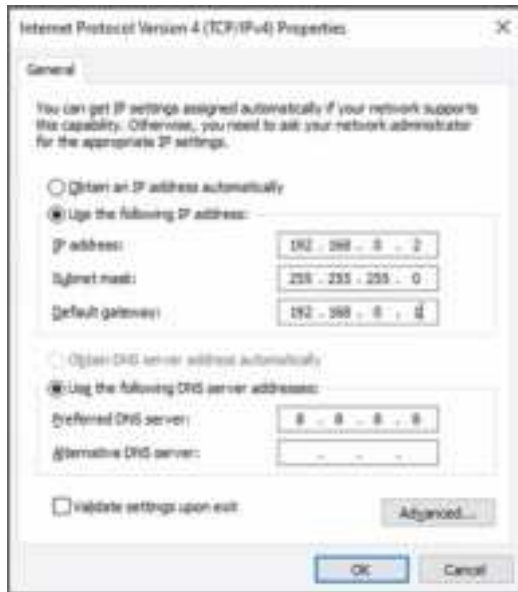 Internet Protocol Version 4 (TCP/IPv4) Properties
General
You can get IP settings assigned automatically if your network supports
this capability. Otherwise, you need to ask your network administrator
for the appropriate IP settings.
Obtain an IP address automatically
Use the following IP address:
IP address: 192 . 168 . 0 . 2
Subnet mask: 255 . 255 . 255 . 0
Default gateway: 192 . 168 . 0 . 1
Obtain DNS server address automatically
Use the following DNS server addresses:
Preferred DNS server: 8 . 8 . 8 . 8
Alternative DNS server: . . .
Validate settings upon exit
Advanced...
OK Cancel